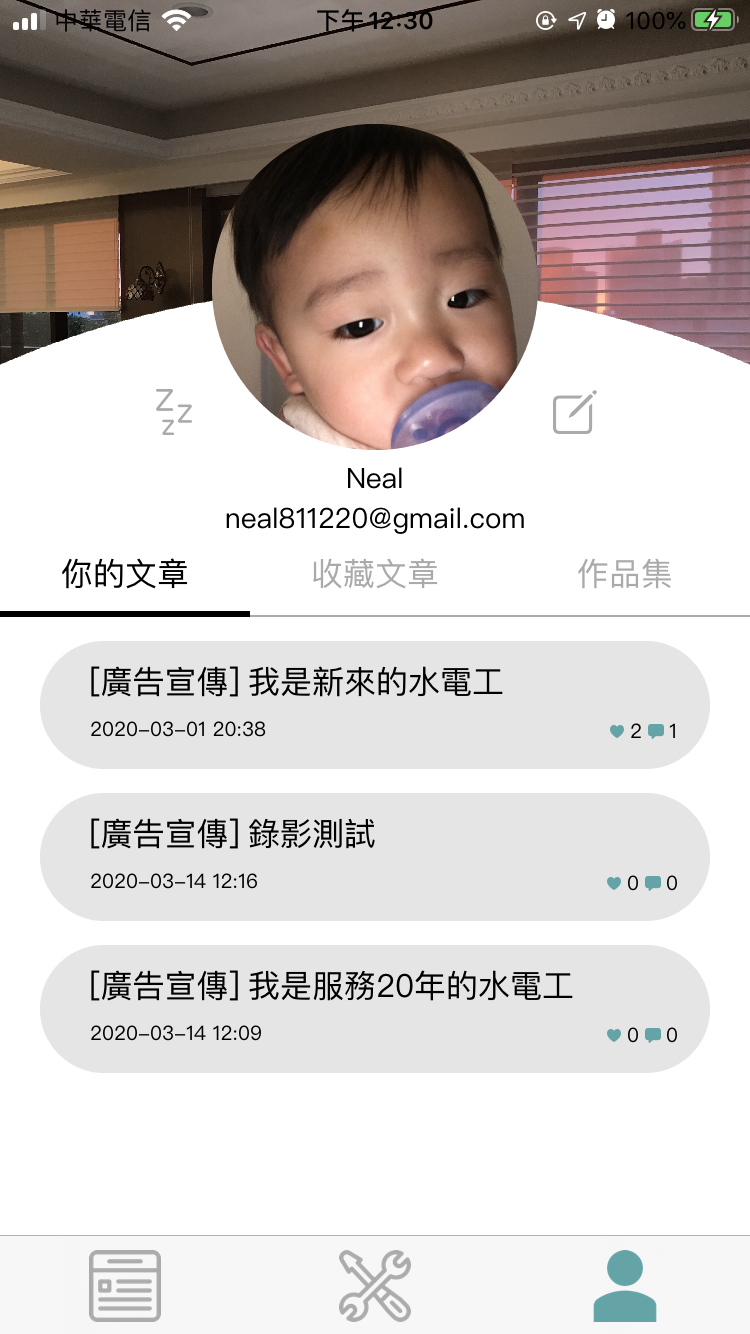 中華電信 下午12:30 100%
Neal
neal811220@gmail.com
你的文章 收藏文章 作品集
[廣告宣傳] 我是新來的水電工
2020-03-01 20:38 2 1
[廣告宣傳] 錄影測試
2020-03-14 12:16 0 0
[廣告宣傳] 我是服務20年的水電工
2020-03-14 12:09 0 0